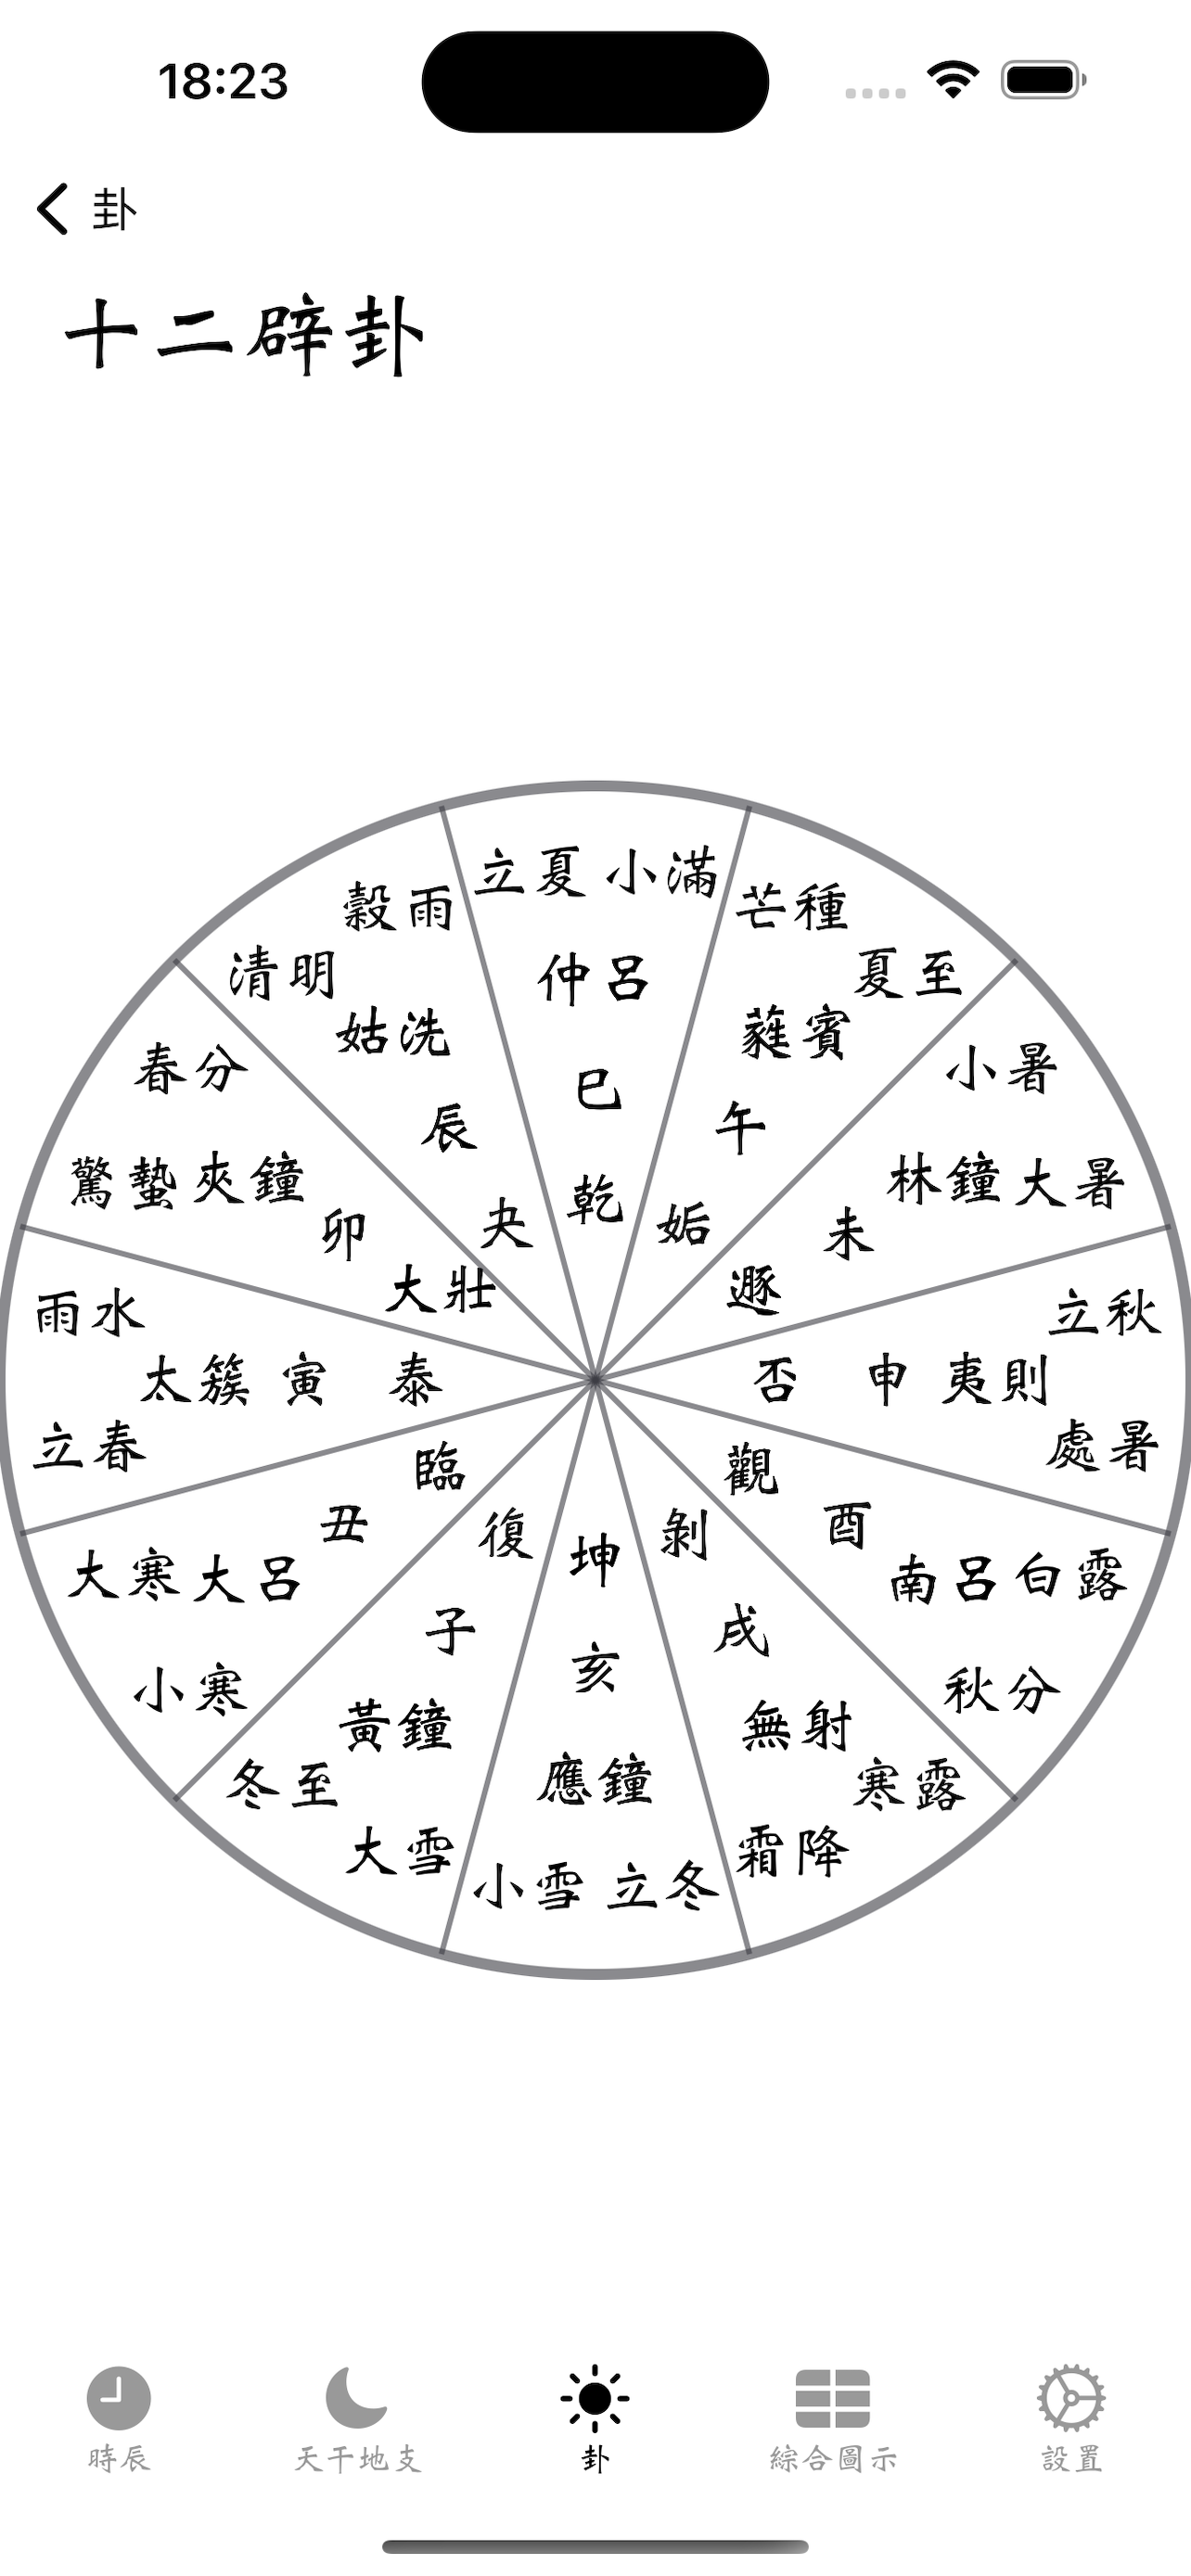 18:23
卦
十二辟卦
立夏 小滿
仲呂
巳
乾
芒種
夏至
蕤賓
午
姤
小暑
大暑
林鐘
未
遯
立秋
處暑
夷則
申
否
白露
秋分
南呂
酉
觀
寒露
霜降
無射
戌
剝
立冬
小雪
應鐘
亥
坤
大雪
冬至
黃鐘
子
復
小寒
大寒
大呂
丑
臨
立春
雨水
太簇
寅
泰
驚蟄
春分
夾鐘
卯
大壯
清明
穀雨
姑洗
辰
夬
時辰
天干地支
卦
綜合圖示
設置